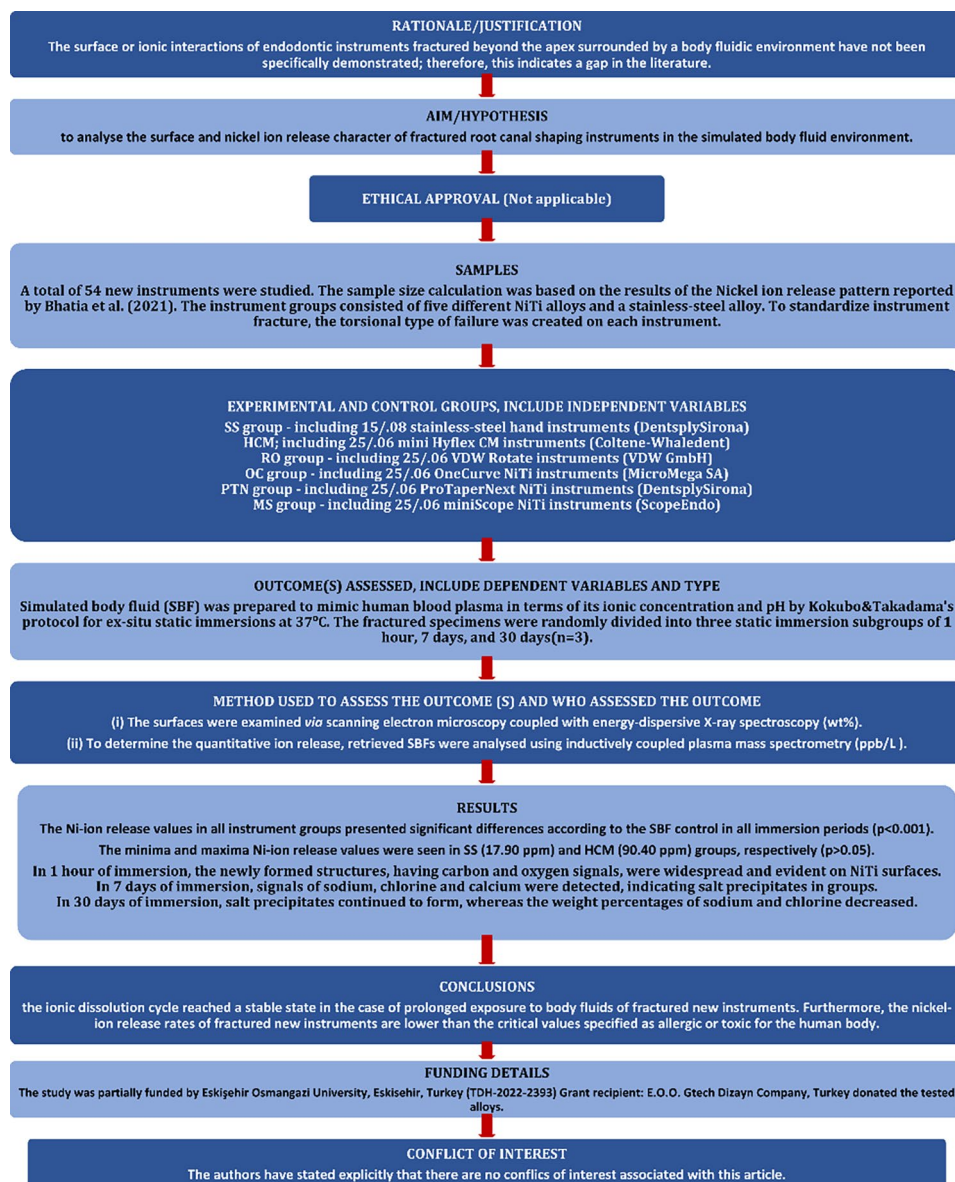 RATIONALE/JUSTIFICATION
The surface or ionic interactions of endodontic instruments fractured beyond the apex surrounded by a body fluidic environment have not been
specifically demonstrated; therefore, this indicates a gap in the literature.
AIM/HYPOTHESIS
to analyse the surface and nickel ion release character of fractured root canal shaping instruments in the simulated body fluid environment.
ETHICAL APPROVAL (Not applicable)
SAMPLES
A total of 54 new instruments were studied. The sample size calculation was based on the results of the Nickel ion release pattern reported
by Bhatia et al. (2021). The instrument groups consisted of five different NiTi alloys and a stainless-steel alloy. To standardize instrument
fracture, the torsional type of failure was created on each instrument.
EXPERIMENTAL AND CONTROL GROUPS, INCLUDE INDEPENDENT VARIABLES
SS group - including 15/.08 stainless-steel hand instruments (DentsplySirona)
HCM; including 25/.06 mini Hyflex CM instruments (Coltene-Whaledent)
RO group - including 25/.06 VDW Rotate instruments (VDW GmbH)
OC group - including 25/.06 OneCurve NiTi instruments (MicroMega SA)
PTN group - including 25/.06 ProTaperNext NiTi instruments (DentsplySirona)
MS group - including 25/.06 miniScope NiTi instruments (ScopeEndo)
OUTCOME(S) ASSESSED, INCLUDE DEPENDENT VARIABLES AND TYPE
Simulated body fluid (SBF) was prepared to mimic human blood plasma in terms of its ionic concentration and pH by Kokubo&Takadama's
protocol for ex-situ static immersions at 37°C. The fractured specimens were randomly divided into three static immersion subgroups of 1
hour, 7 days, and 30 days(n=3).
METHOD USED TO ASSESS THE OUTCOME (S) AND WHO ASSESSED THE OUTCOME
(i) The surfaces were examined via scanning electron microscopy coupled with energy-dispersive X-ray spectroscopy (wt%).
(ii) To determine the quantitative ion release, retrieved SBFs were analysed using inductively coupled plasma mass spectrometry (ppb/L ).
RESULTS
The Ni-ion release values in all instrument groups presented significant differences according to the SBF control in all immersion periods (p<0.001).
The minima and maxima Ni-ion release values were seen in SS (17.90 ppm) and HCM (90.40 ppm) groups, respectively (p>0.05).
In 1 hour of immersion, the newly formed structures, having carbon and oxygen signals, were widespread and evident on NiTi surfaces.
In 7 days of immersion, signals of sodium, chlorine and calcium were detected, indicating salt precipitates in groups.
In 30 days of immersion, salt precipitates continued to form, whereas the weight percentages of sodium and chlorine decreased.
CONCLUSIONS
the ionic dissolution cycle reached a stable state in the case of prolonged exposure to body fluids of fractured new instruments. Furthermore, the nickel-
ion release rates of fractured new instruments are lower than the critical values specified as allergic or toxic for the human body.
FUNDING DETAILS
The study was partially funded by Eskişehir Osmangazi University, Eskisehir, Turkey (TDH-2022-2393) Grant recipient: E.O.O. Gtech Dizayn Company, Turkey donated the tested
alloys.
CONFLICT OF INTEREST
The authors have stated explicitly that there are no conflics of interest associated with this article.